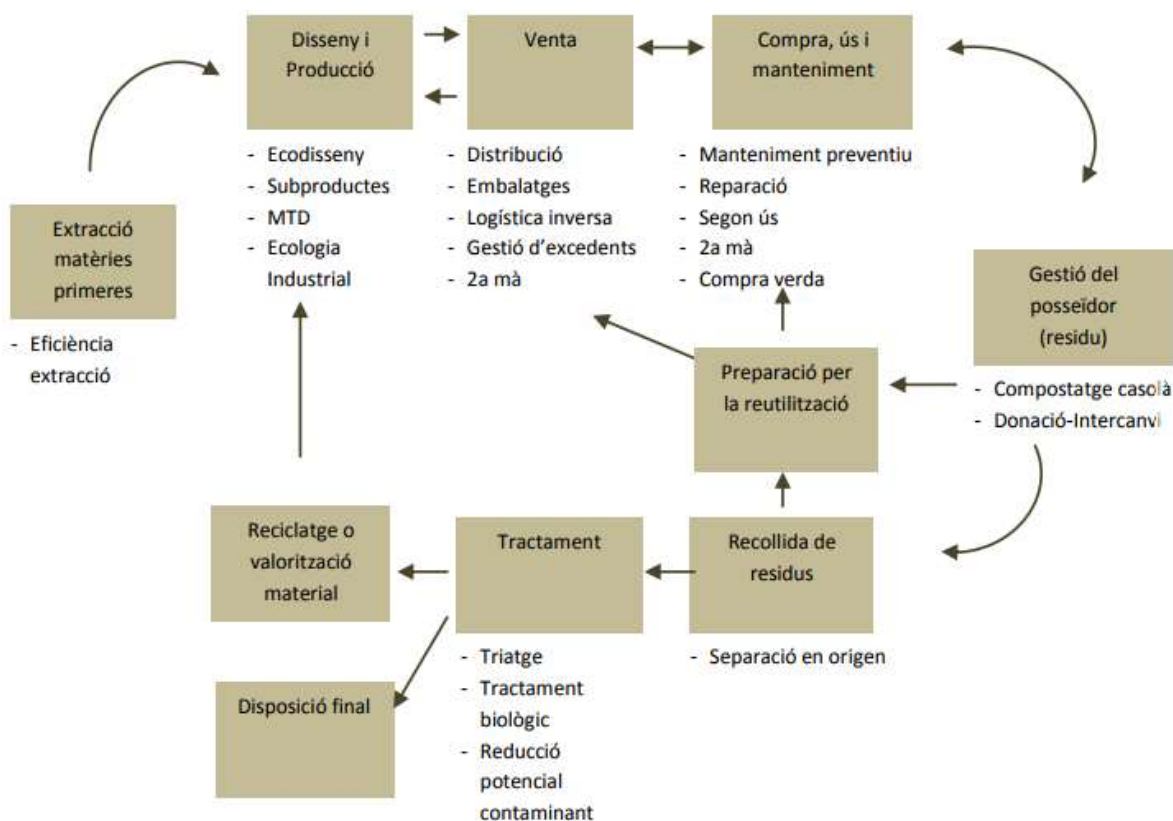 Disseny i
Producció
Venta
Compra, ús i
manteniment
- Ecodisseny
- Subproductes
- MTD
- Ecologia
Industrial
- Distribució
- Embalatges
- Logística inversa
- Gestió d'excedents
- 2a mà
- Manteniment preventiu
- Reparació
- Segon ús
- 2a mà
- Compra verda
Extracció
matèries
primeres
- Eficiència
extracció
Gestió del
posseïdor
(residu)
- Compostatge casolà
- Donació-Intercanvi
Preparació per
la reutilització
Reciclatge o
valorització
material
Tractament
Recollida de
residus
- Triatge
- Tractament
biològic
- Reducció
potencial
contaminant
- Separació en origen
Disposició final